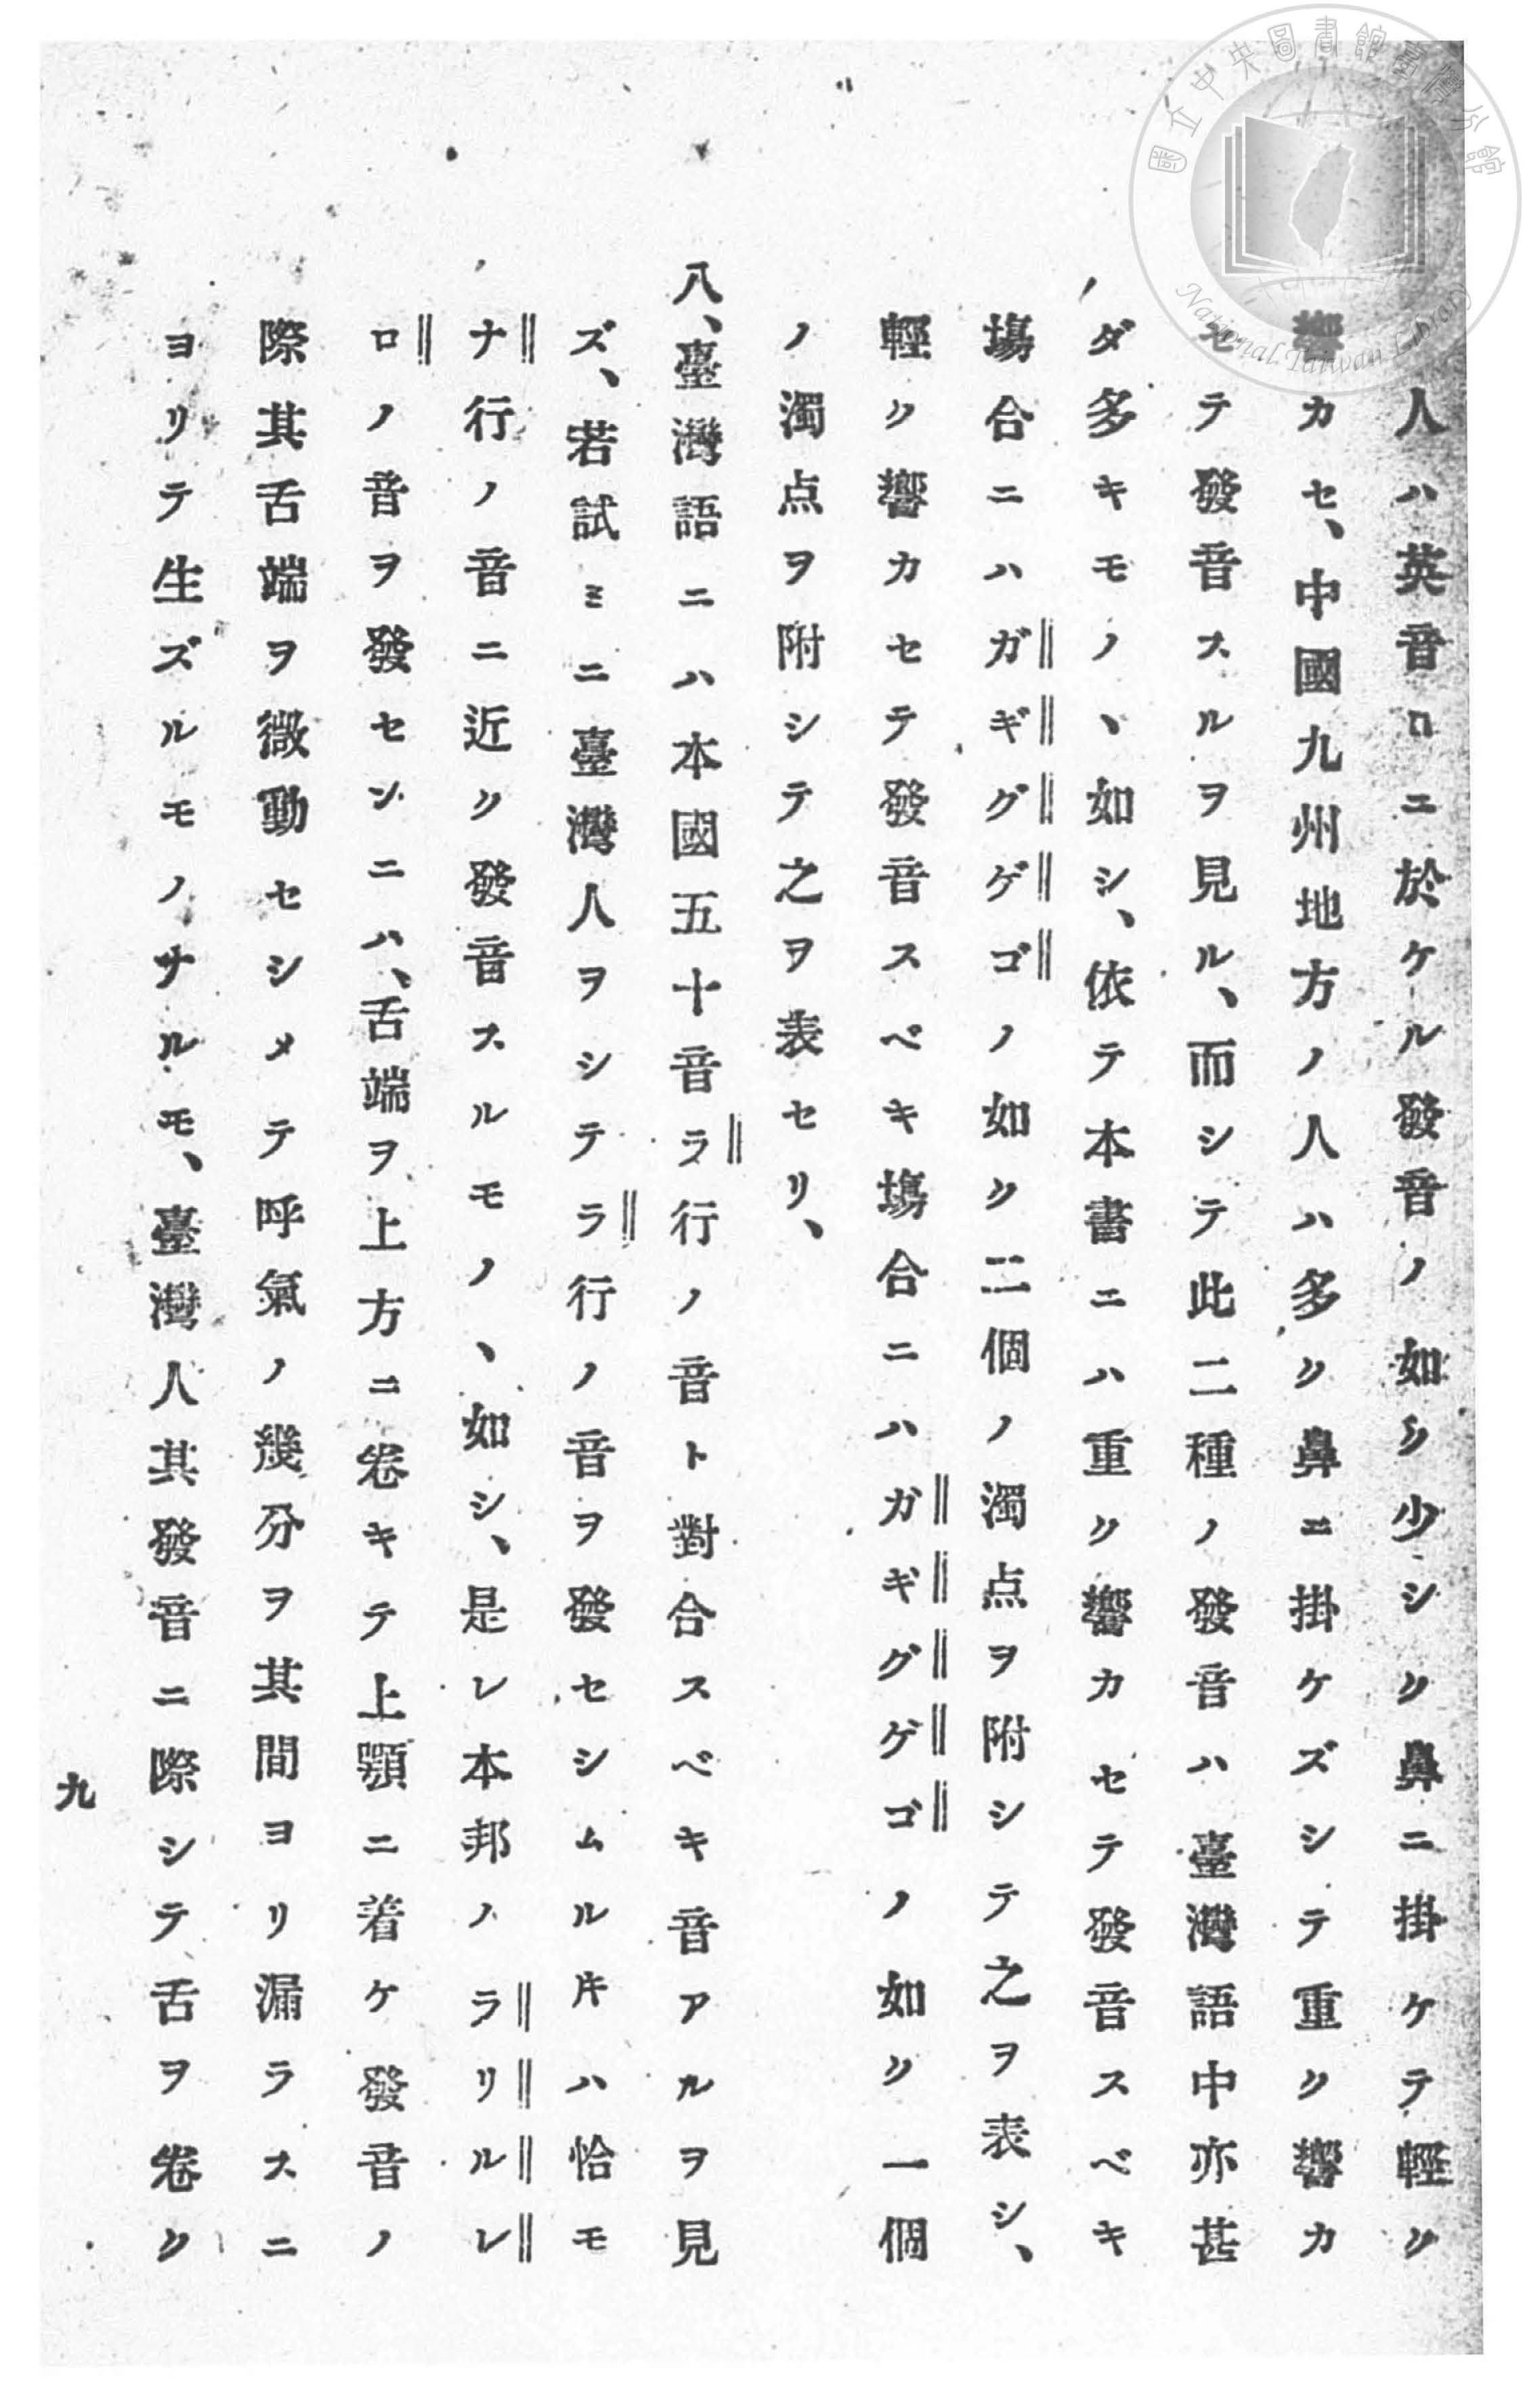 人ハ英音ロエ於ケル發音ノ如ク少シク鼻ニ掛ケテ輕ク
響カセ、中國九州地方ノ人ハ多ク鼻ニ掛ケズシテ重ク響カ
セテ發音スルヲ見ル、而シテ此二種ノ發音ハ臺灣語中亦甚
ダ多キモノヽ如シ、依テ本書ニハ重ク響カセテ發音スベキ
塲合ニハガギグゲゴノ如ク二個ノ濁点ヲ附シテ之ヲ表シ、
輕ク響カセテ發音スベキ塲合ニハガギグゲゴノ如ク一個
ノ濁点ヲ附シテ之ヲ表セリ、
八、臺灣語ニハ本國五十音ラ行ノ音ト對合スベキ音アルヲ見
ズ、若試ミニ臺灣人ヲシテラ行ノ音ヲ發セシムル片ハ恰モ
ナ行ノ音ニ近ク發音スルモノヽ如シ、是レ本邦ノラリルレ
ロノ音ヲ發センニハ、舌端ヲ上方ニ卷キテ上顎ニ着ケ發音ノ
際其舌端ヲ微動セシメテ呼氣ノ幾分ヲ其間ヨリ漏ラスニ
ヨリテ生ズルモノナルモ、臺灣人其發音ニ際シテ舌ヲ卷ク
九
國立中央圖書館臺灣分館
National Taiwan Library